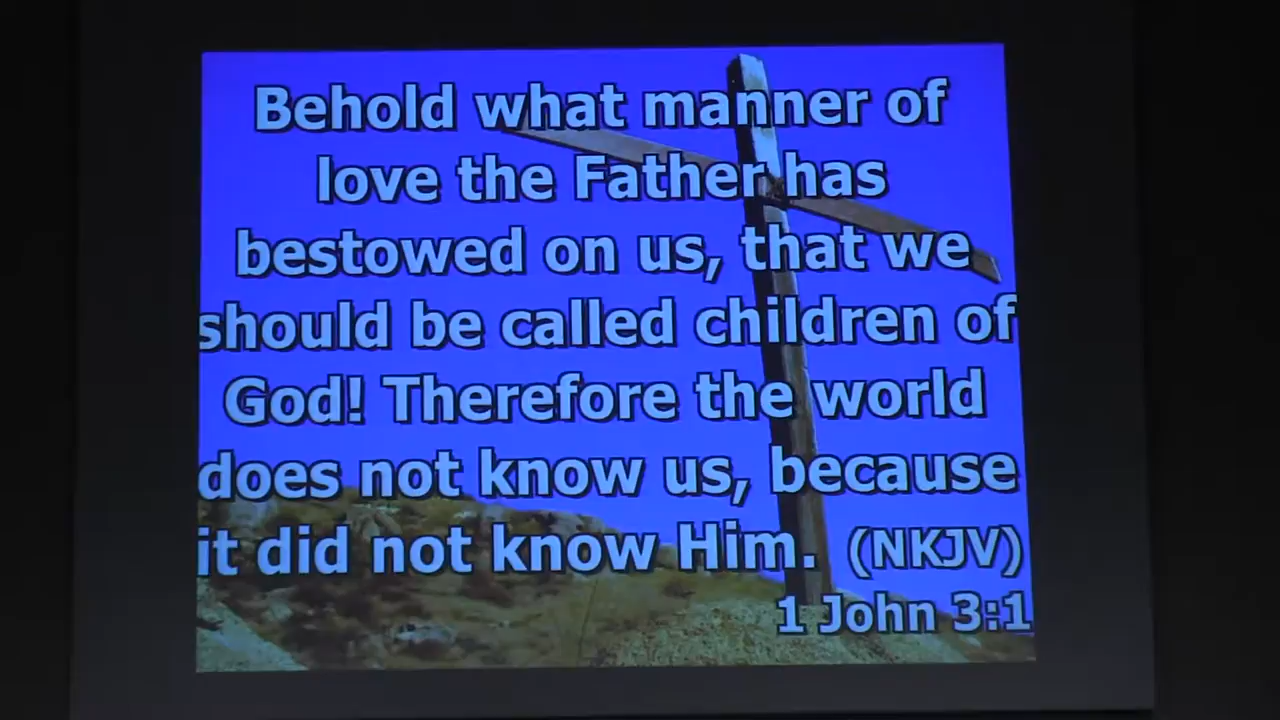 Behold what manner of
love the Father has
bestowed on us, that we
should be called children of
God! Therefore the world
does not know us, because
it did not know Him. (NKJV)
1 John 3:1